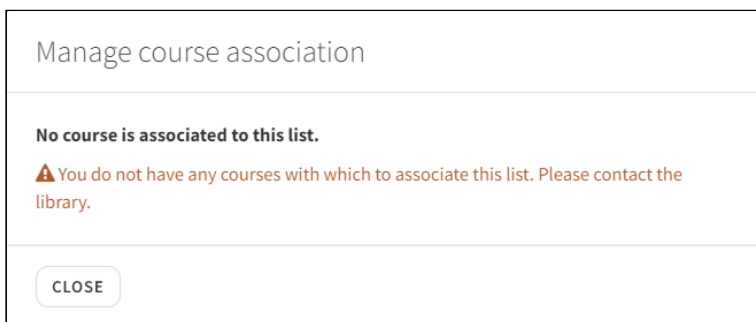 Manage course association
No course is associated to this list.
You do not have any courses with which to associate this list. Please contact the
library.
CLOSE